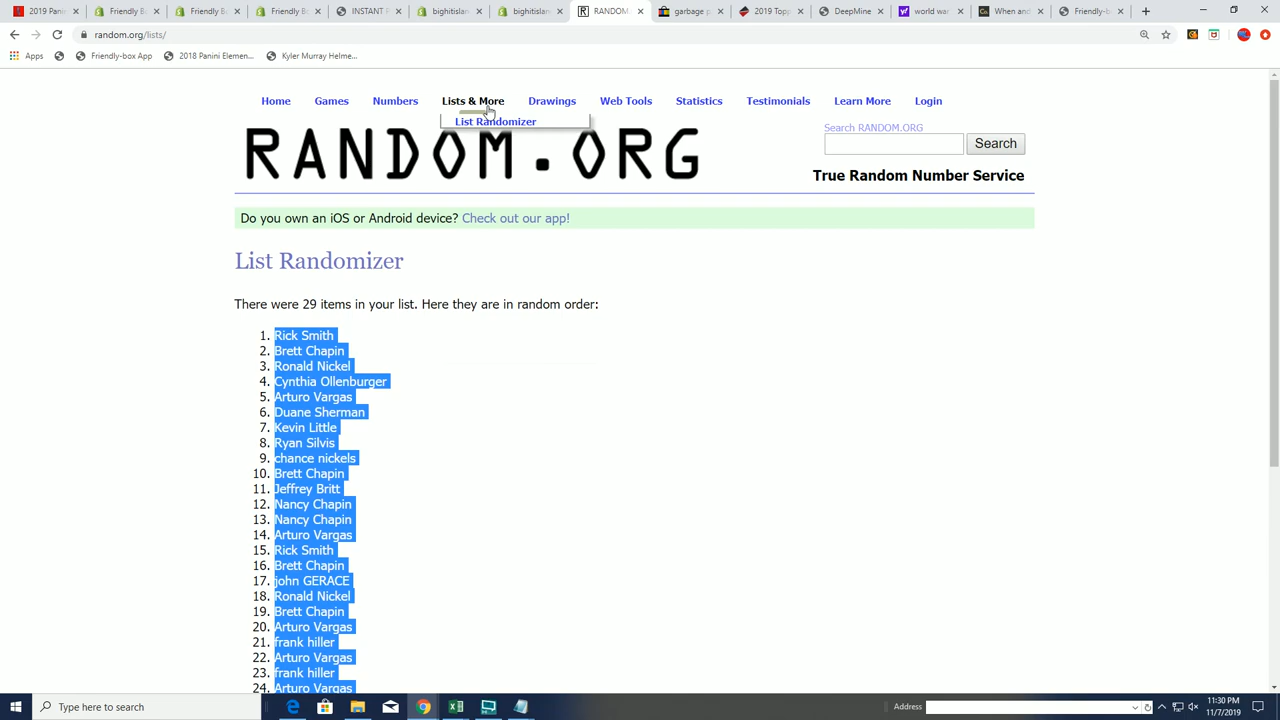 2019 Panini
Friendly B
Friendly B
Friendly B
INSTANT F
bighitislan
bighitislan
RANDOM.
garbage p
2019 Topp
DeepMine
yahoo world war
When and
Friendly-b
random.org/lists/
Apps
Friendly-box App
2018 Panini Elemen...
Kyler Murray Helme...
Home
Games
Numbers
Lists & More
Drawings
Web Tools
Statistics
Testimonials
Learn More
Login
List Randomizer
Search RANDOM.ORG
RANDOM.ORG
Search
True Random Number Service
Do you own an iOS or Android device? Check out our app!
List Randomizer
There were 29 items in your list. Here they are in random order:
1. Rick Smith
2. Brett Chapin
3. Ronald Nickel
4. Cynthia Ollenburger
5. Arturo Vargas
6. Duane Sherman
7. Kevin Little
8. Ryan Silvis
9. chance nickels
10. Brett Chapin
11. Jeffrey Britt
12. Nancy Chapin
13. Nancy Chapin
14. Arturo Vargas
15. Rick Smith
16. Brett Chapin
17. john GERACE
18. Ronald Nickel
19. Brett Chapin
20. Arturo Vargas
21. frank hiller
22. Arturo Vargas
23. frank hiller
24. Arturo Vargas
Type here to search
Address
11:30 PM
11/7/2019